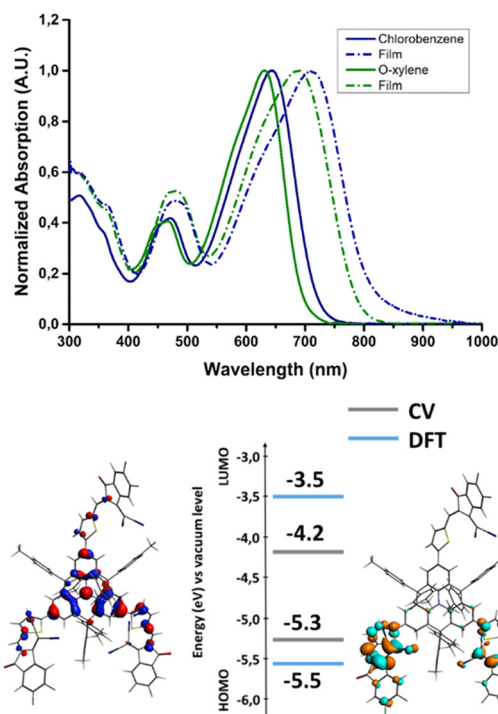 Normalized Absorption (A.U.)
1,2
1,0
0,8
0,6
0,4
0,2
0,0
Chlorobenzene
Film
O-xylene
Film
300 400 500 600 700 800 900 1000
Wavelength (nm)
CV
DFT
Energy (eV) vs vacuum level
LUMO
HOMO
-3,0
-3,5
-4,0
-4,5
-5,0
-5,5
-6,0
-3.5
-4.2
-5.3
-5.5